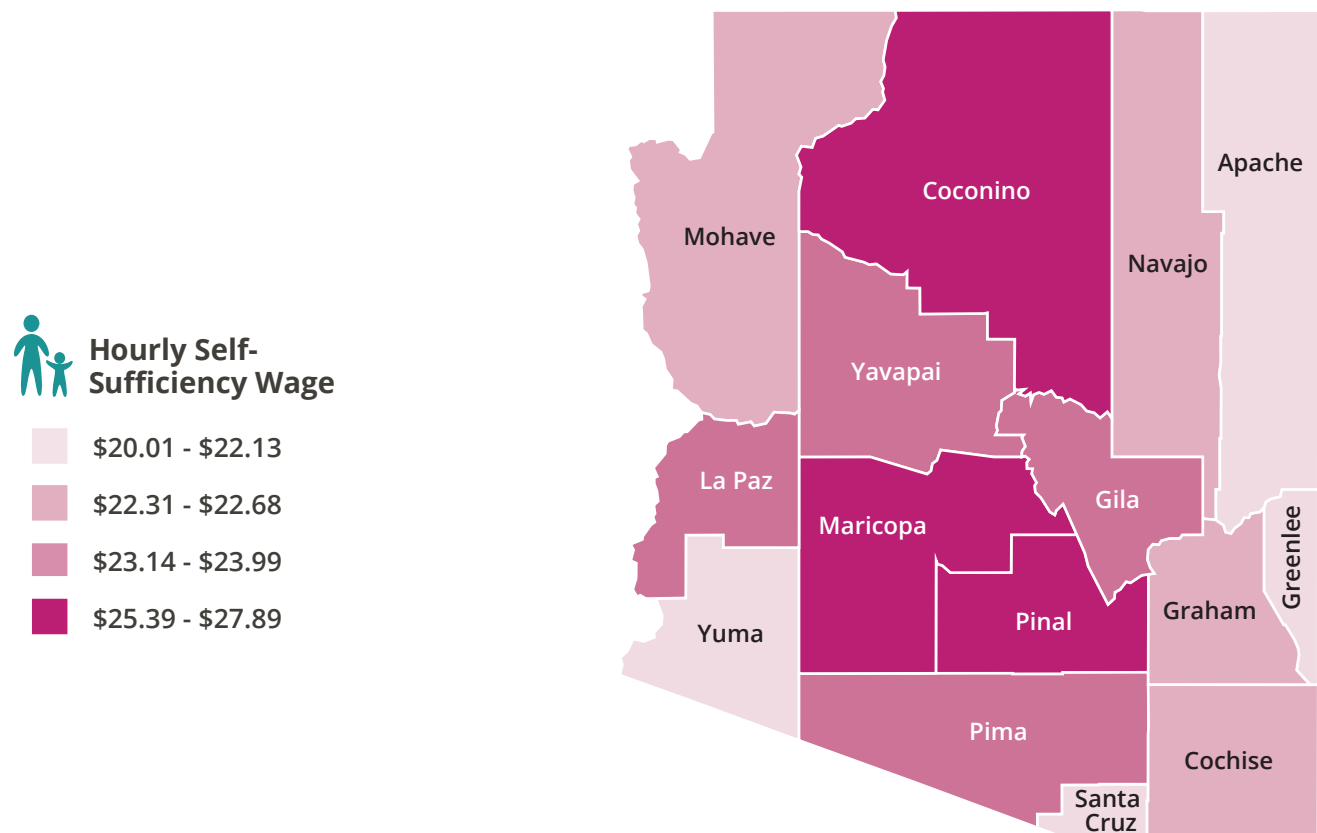 Hourly Self-
Sufficiency Wage
$20.01 - $22.13
$22.31 - $22.68
$23.14 - $23.99
$25.39 - $27.89
Apache
Coconino
Mohave
Navajo
Yavapai
La Paz
Gila
Maricopa
Greenlee
Graham
Pinal
Yuma
Pima
Cochise
Santa
Cruz